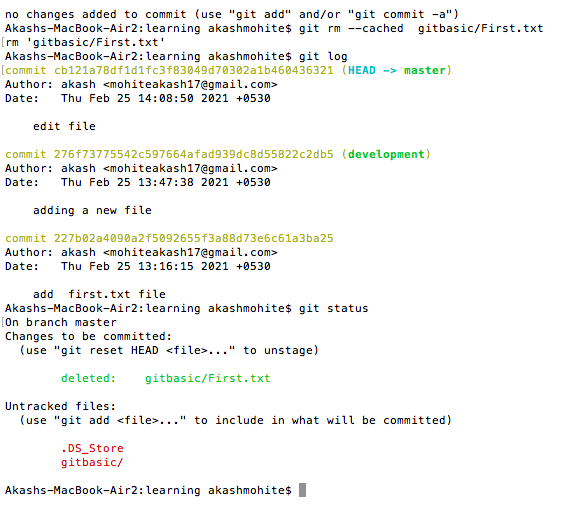 no changes added to commit (use "git add" and/or "git commit -a")
Akashs-MacBook-Air2:learning akashmohite$ git rm --cached  gitbasic/First.txt
rm 'gitbasic/First.txt'
Akashs-MacBook-Air2:learning akashmohite$ git log
commit cb121a78df1d1fc3f83049d70302a1b460436321 (HEAD -> master)
Author: akash <mohiteakash17@gmail.com>
Date:   Thu Feb 25 14:08:50 2021 +0530
    edit file
commit 276f73775542c597664afad939dc8d55822c2db5 (development)
Author: akash <mohiteakash17@gmail.com>
Date:   Thu Feb 25 13:47:38 2021 +0530
    adding a new file
commit 227b02a4090a2f5092655f3a88d73e6c61a3ba25
Author: akash <mohiteakash17@gmail.com>
Date:   Thu Feb 25 13:16:15 2021 +0530
    add  first.txt file
Akashs-MacBook-Air2:learning akashmohite$ git status
On branch master
Changes to be committed:
  (use "git reset HEAD <file>..." to unstage)
        deleted:    gitbasic/First.txt
Untracked files:
  (use "git add <file>..." to include in what will be committed)
        .DS_Store
        gitbasic/
Akashs-MacBook-Air2:learning akashmohite$